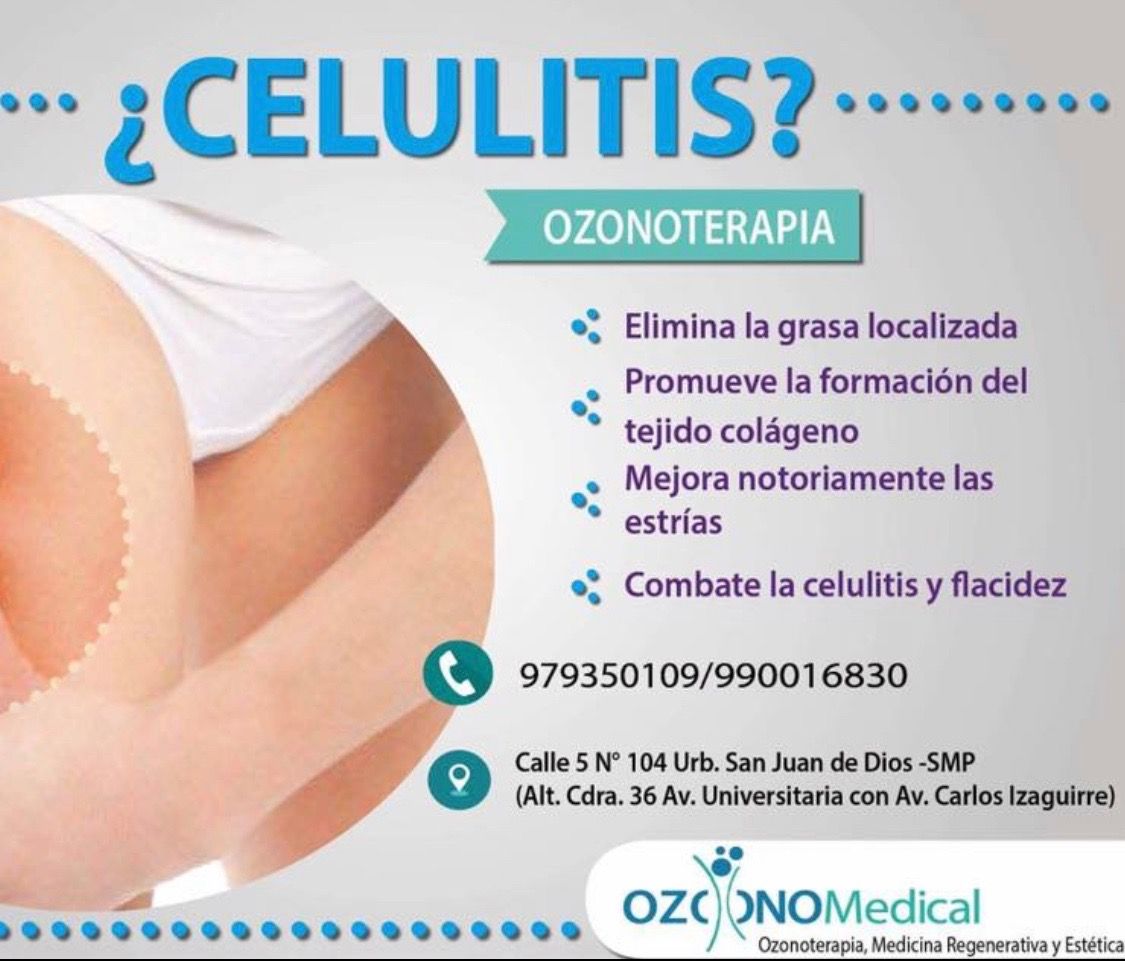 ¿CELULITIS?
OZONOTERAPIA
Elimina la grasa localizada
Promueve la formación del
tejido colágeno
Mejora notoriamente las
estrías
Combate la celulitis y flacidez
979350109/990016830
Calle 5 N° 104 Urb. San Juan de Dios -SMP
(Alt. Cdra. 36 Av. Universitaria con Av. Carlos Izaguirre)
OZONOMedical
Ozonoterapia, Medicina Regenerativa y Estética